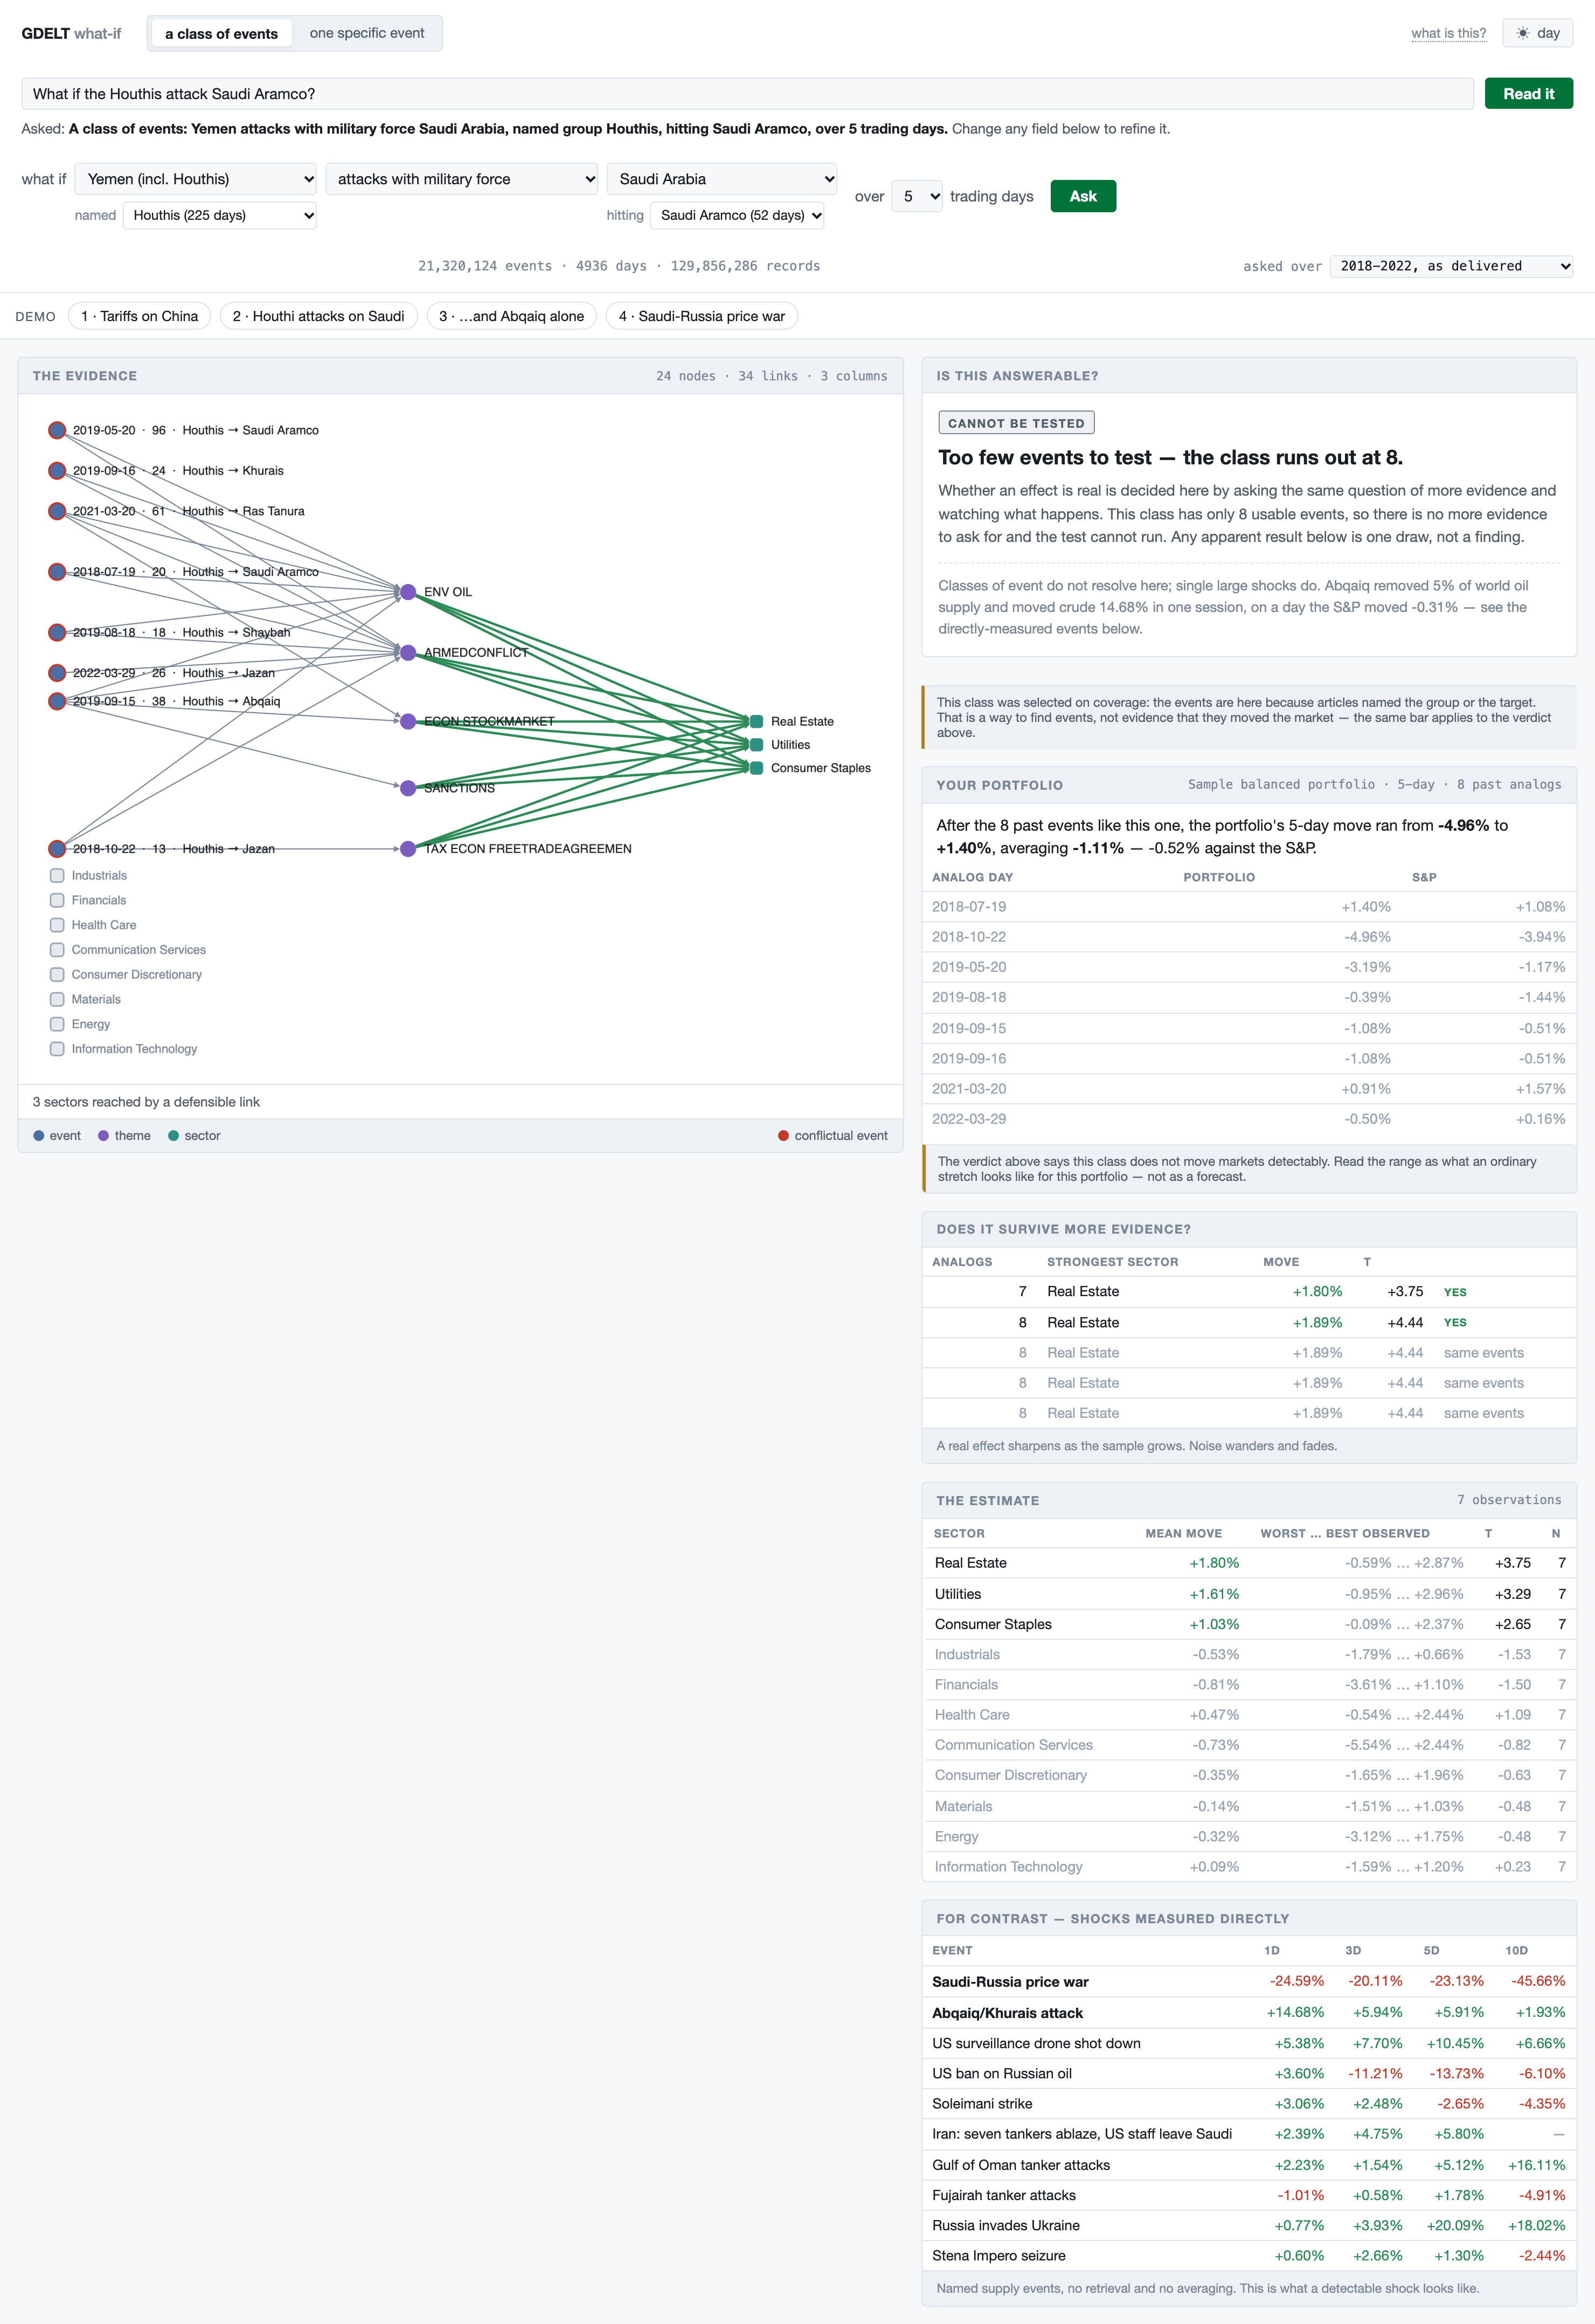 GDELT what-if
a class of events
one specific event
what is this?
☀ day
What if the Houthis attack Saudi Aramco?
Read it
Asked: A class of events: Yemen attacks with military force Saudi Arabia, named group Houthis, hitting Saudi Aramco, over 5 trading days. Change any field below to refine it.
what if
Yemen (incl. Houthis)
attacks with military force
Saudi Arabia
over
5
trading days
Ask
named
Houthis (225 days)
hitting
Saudi Aramco (52 days)
21,320,124 events · 4936 days · 129,856,286 records
asked over
2018–2022, as delivered
DEMO
1 · Tariffs on China
2 · Houthi attacks on Saudi
3 · …and Abqaiq alone
4 · Saudi-Russia price war
THE EVIDENCE
24 nodes · 34 links · 3 columns
2019-05-20 · 96 · Houthis → Saudi Aramco
2019-09-16 · 24 · Houthis → Khurais
2021-03-20 · 61 · Houthis → Ras Tanura
2018-07-19 · 20 · Houthis → Saudi Aramco
2019-08-18 · 18 · Houthis → Shaybah
2022-03-29 · 26 · Houthis → Jazan
2019-09-15 · 38 · Houthis → Abqaiq
2018-10-22 · 13 · Houthis → Jazan
ENV OIL
ARMEDCONFLICT
ECON STOCKMARKET
SANCTIONS
TAX ECON FREETRADEAGREEMEN
Real Estate
Utilities
Consumer Staples
Industrials
Financials
Health Care
Communication Services
Consumer Discretionary
Materials
Energy
Information Technology
3 sectors reached by a defensible link
event
theme
sector
conflictual event
IS THIS ANSWERABLE?
CANNOT BE TESTED
Too few events to test — the class runs out at 8.
Whether an effect is real is decided here by asking the same question of more evidence and
watching what happens. This class has only 8 usable events, so there is no more evidence
to ask for and the test cannot run. Any apparent result below is one draw, not a finding.
Classes of event do not resolve here; single large shocks do. Abqaiq removed 5% of world oil
supply and moved crude 14.68% in one session, on a day the S&P moved -0.31% — see the
directly-measured events below.
This class was selected on coverage: the events are here because articles named the group or the target.
That is a way to find events, not evidence that they moved the market — the same bar applies to the verdict
above.
YOUR PORTFOLIO
Sample balanced portfolio · 5-day · 8 past analogs
After the 8 past events like this one, the portfolio's 5-day move ran from -4.96% to
+1.40%, averaging -1.11% — -0.52% against the S&P.
ANALOG DAY PORTFOLIO S&P
2018-07-19 +1.40% +1.08%
2018-10-22 -4.96% -3.94%
2019-05-20 -3.19% -1.17%
2019-08-18 -0.39% -1.44%
2019-09-15 -1.08% -0.51%
2019-09-16 -1.08% -0.51%
2021-03-20 +0.91% +1.57%
2022-03-29 -0.50% +0.16%
The verdict above says this class does not move markets detectably. Read the range as what an ordinary
stretch looks like for this portfolio — not as a forecast.
DOES IT SURVIVE MORE EVIDENCE?
ANALOGS STRONGEST SECTOR MOVE T
7 Real Estate +1.80% +3.75 YES
8 Real Estate +1.89% +4.44 YES
8 Real Estate +1.89% +4.44 same events
8 Real Estate +1.89% +4.44 same events
8 Real Estate +1.89% +4.44 same events
A real effect sharpens as the sample grows. Noise wanders and fades.
THE ESTIMATE
7 observations
SECTOR MEAN MOVE WORST … BEST OBSERVED T N
Real Estate +1.80% -0.59% … +2.87% +3.75 7
Utilities +1.61% -0.95% … +2.96% +3.29 7
Consumer Staples +1.03% -0.09% … +2.37% +2.65 7
Industrials -0.53% -1.79% … +0.66% -1.53 7
Financials -0.81% -3.61% … +1.10% -1.50 7
Health Care +0.47% -0.54% … +2.44% +1.09 7
Communication Services -0.73% -5.54% … +2.44% -0.82 7
Consumer Discretionary -0.35% -1.65% … +1.96% -0.63 7
Materials -0.14% -1.51% … +1.03% -0.48 7
Energy -0.32% -3.12% … +1.75% -0.48 7
Information Technology +0.09% -1.59% … +1.20% +0.23 7
FOR CONTRAST — SHOCKS MEASURED DIRECTLY
EVENT 1D 3D 5D 10D
Saudi-Russia price war -24.59% -20.11% -23.13% -45.66%
Abqaiq/Khurais attack +14.68% +5.94% +5.91% +1.93%
US surveillance drone shot down +5.38% +7.70% +10.45% +6.66%
US ban on Russian oil +3.60% -11.21% -13.73% -6.10%
Soleimani strike +3.06% +2.48% -2.65% -4.35%
Iran: seven tankers ablaze, US staff leave Saudi +2.39% +4.75% +5.80% —
Gulf of Oman tanker attacks +2.23% +1.54% +5.12% +16.11%
Fujairah tanker attacks -1.01% +0.58% +1.78% -4.91%
Russia invades Ukraine +0.77% +3.93% +20.09% +18.02%
Stena Impero seizure +0.60% +2.66% +1.30% -2.44%
Named supply events, no retrieval and no averaging. This is what a detectable shock looks like.